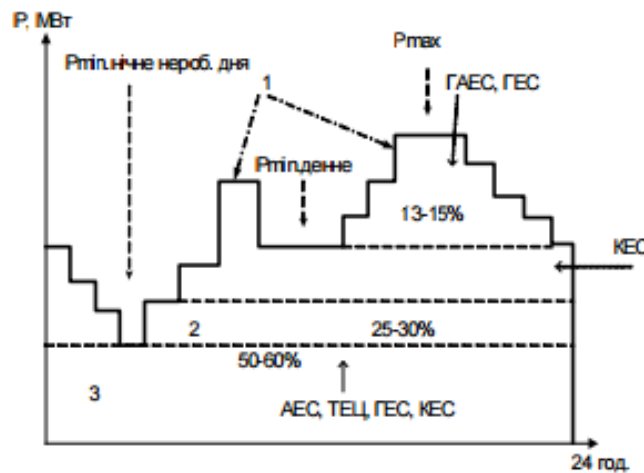 Р, МВт
Pmin.нічне нероб. дня
Pmax
1
ГАЕС, ГЕС
Pmin.денне
13-15%
КЕС
2
25-30%
50-60%
3
АЕС, ТЕЦ, ГЕС, КЕС
24 год.